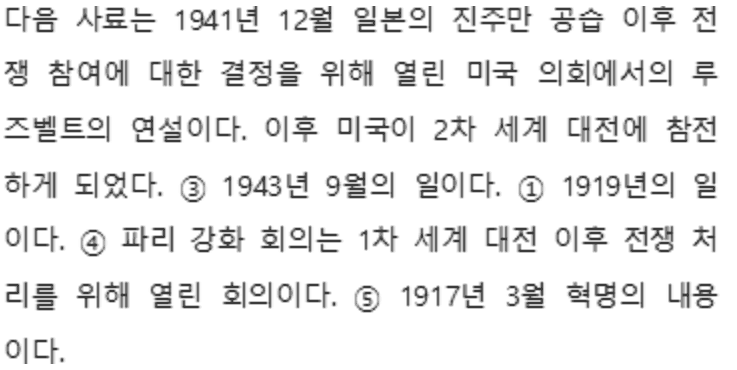 다음 사료는 1941년 12월 일본의 진주만 공습 이후 전
쟁 참여에 대한 결정을 위해 열린 미국 의회에서의 루
즈벨트의 연설이다. 이후 미국이 2차 세계 대전에 참전
하게 되었다. ③ 1943년 9월의 일이다. ① 1919년의 일
이다. ④ 파리 강화 회의는 1차 세계 대전 이후 전쟁 처
리를 위해 열린 회의이다. ⑤ 1917년 3월 혁명의 내용
이다.